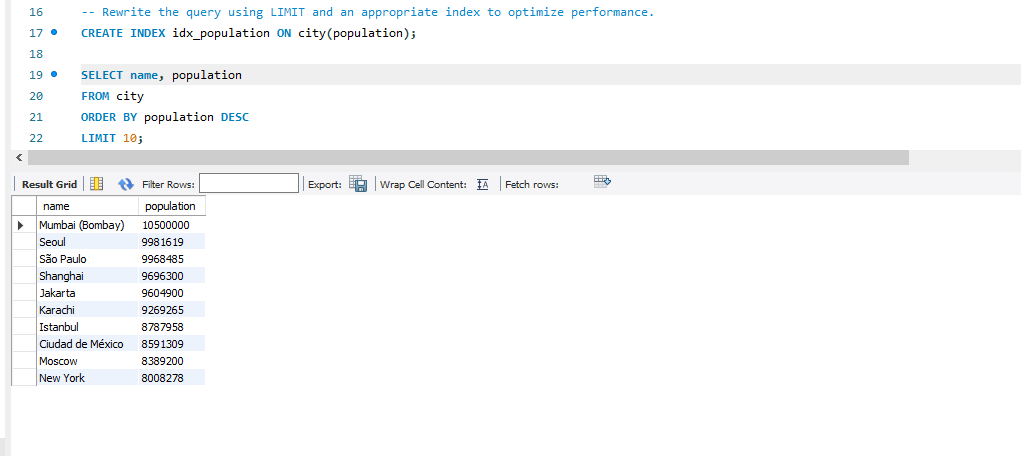 16 -- Rewrite the query using LIMIT and an appropriate index to optimize performance.
17 CREATE INDEX idx_population ON city(population);
18
19 SELECT name, population
20 FROM city
21 ORDER BY population DESC
22 LIMIT 10;
Result Grid Filter Rows: Export: Wrap Cell Content: IA Fetch rows:
name population
Mumbai (Bombay) 10500000
Seoul 9981619
São Paulo 9968485
Shanghai 9696300
Jakarta 9604900
Karachi 9269265
Istanbul 8787958
Ciudad de México 8591309
Moscow 8389200
New York 8008278